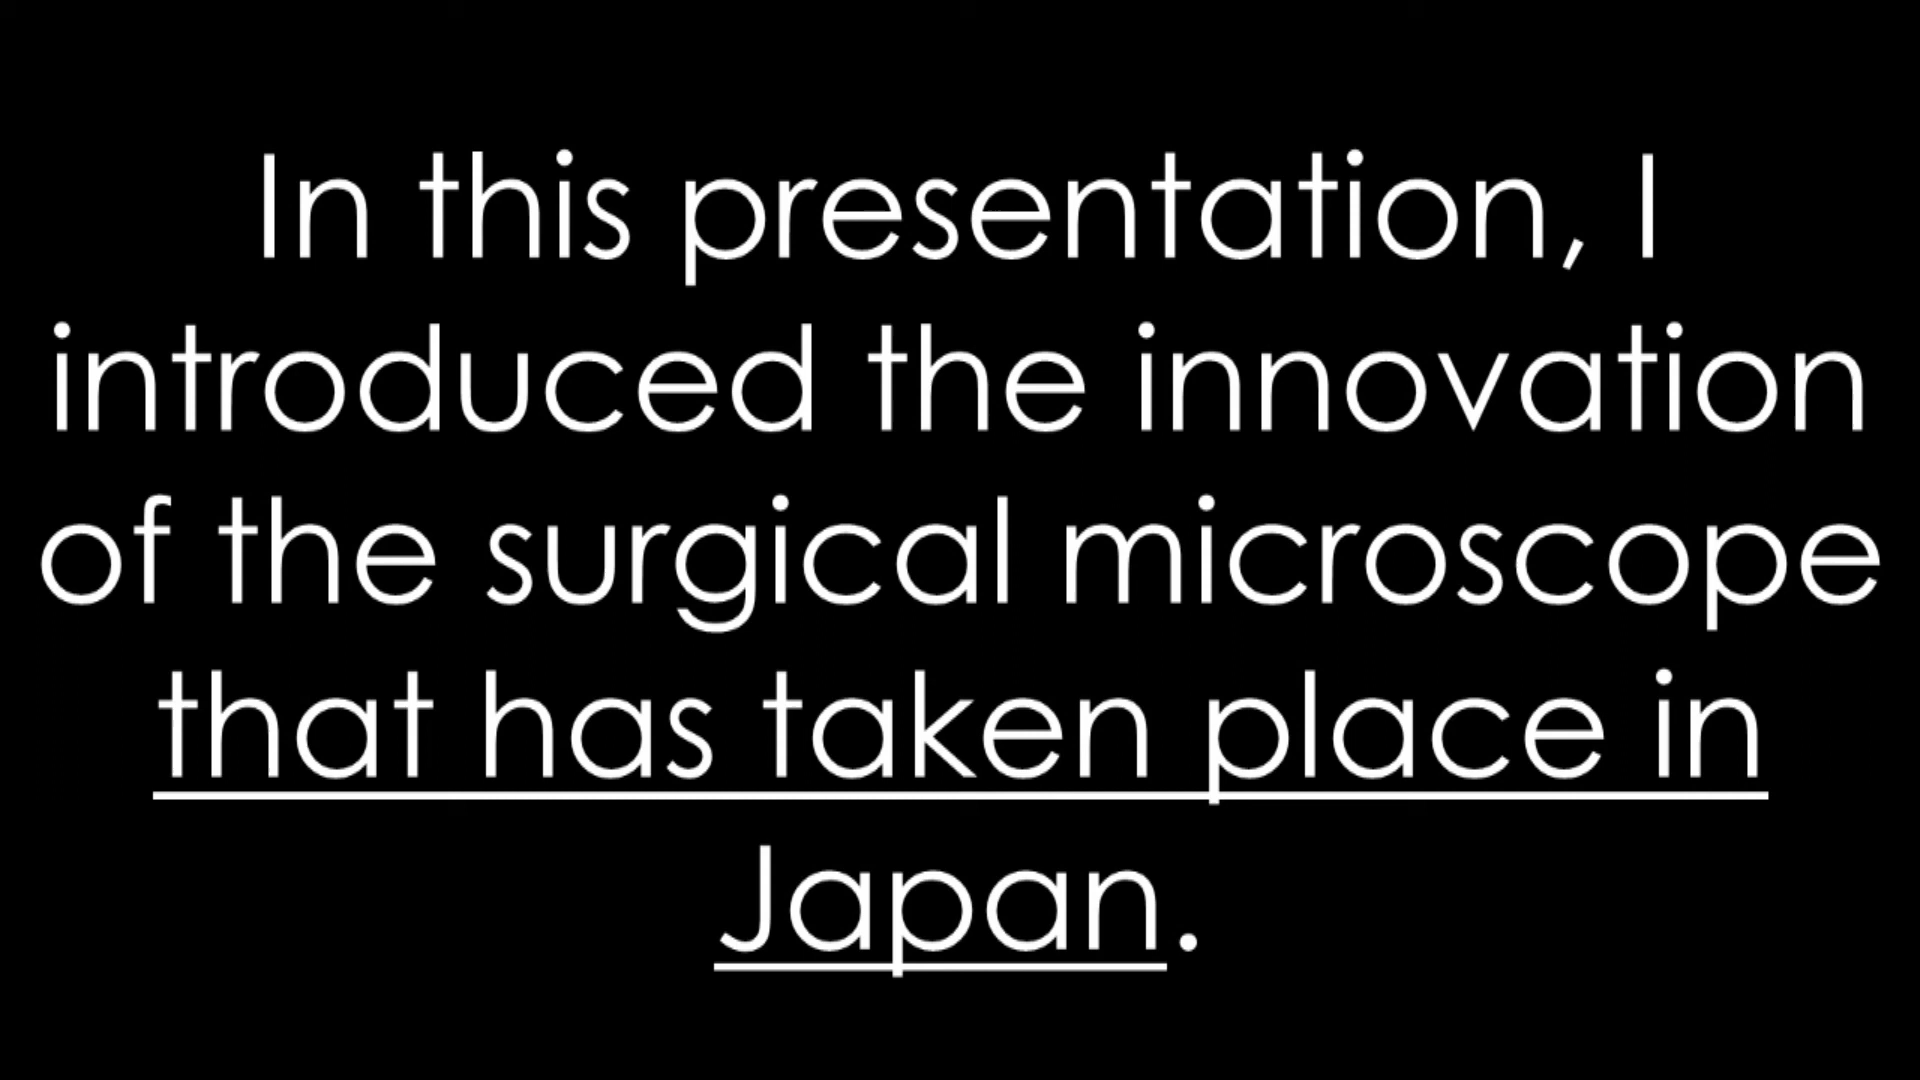 In this presentation, I
introduced the innovation
of the surgical microscope
that has taken place in
Japan.